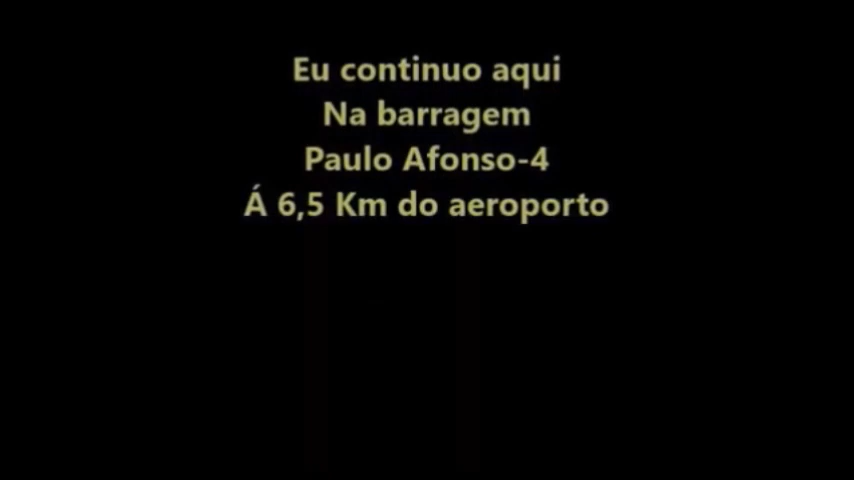 Eu continuo aqui
Na barragem
Paulo Afonso-4
Á 6,5 Km do aeroporto